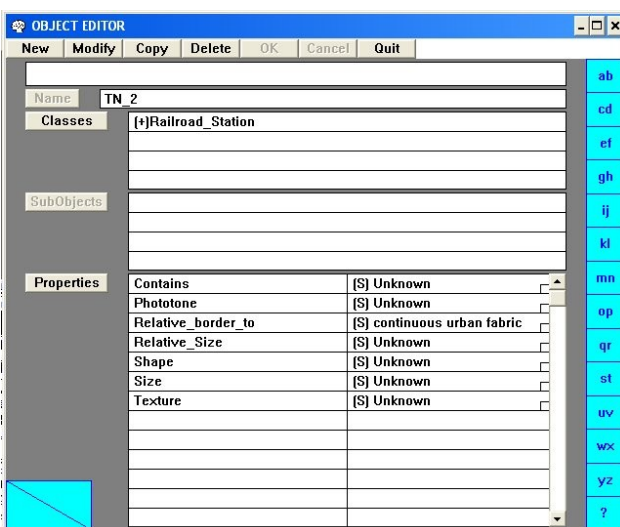 OBJECT EDITOR
New Modify Copy Delete OK Cancel Quit
Name TN_2
Classes (+)Railroad_Station
SubObjects
Properties Contains (S) Unknown
Phototone (S) Unknown
Relative_border_to (S) continuous urban fabric
Relative_Size (S) Unknown
Shape (S) Unknown
Size (S) Unknown
Texture (S) Unknown
ab
cd
ef
gh
ij
kl
mn
op
qr
st
uv
wx
yz
?